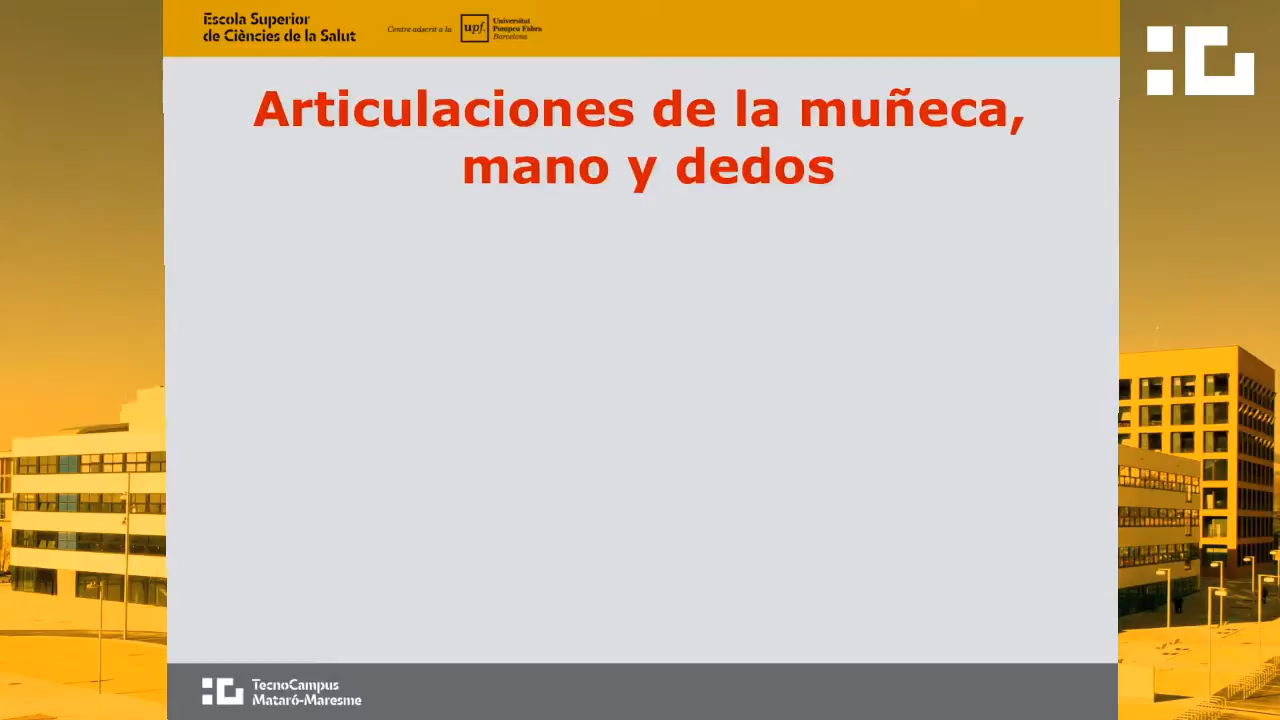 Escola Superior
de Ciències de la Salut
Centre adscrit a la
upf.
Universitat
Pompeu Fabra
Barcelona
Articulaciones de la muñeca,
mano y dedos
TecnoCampus
Mataró-Maresme